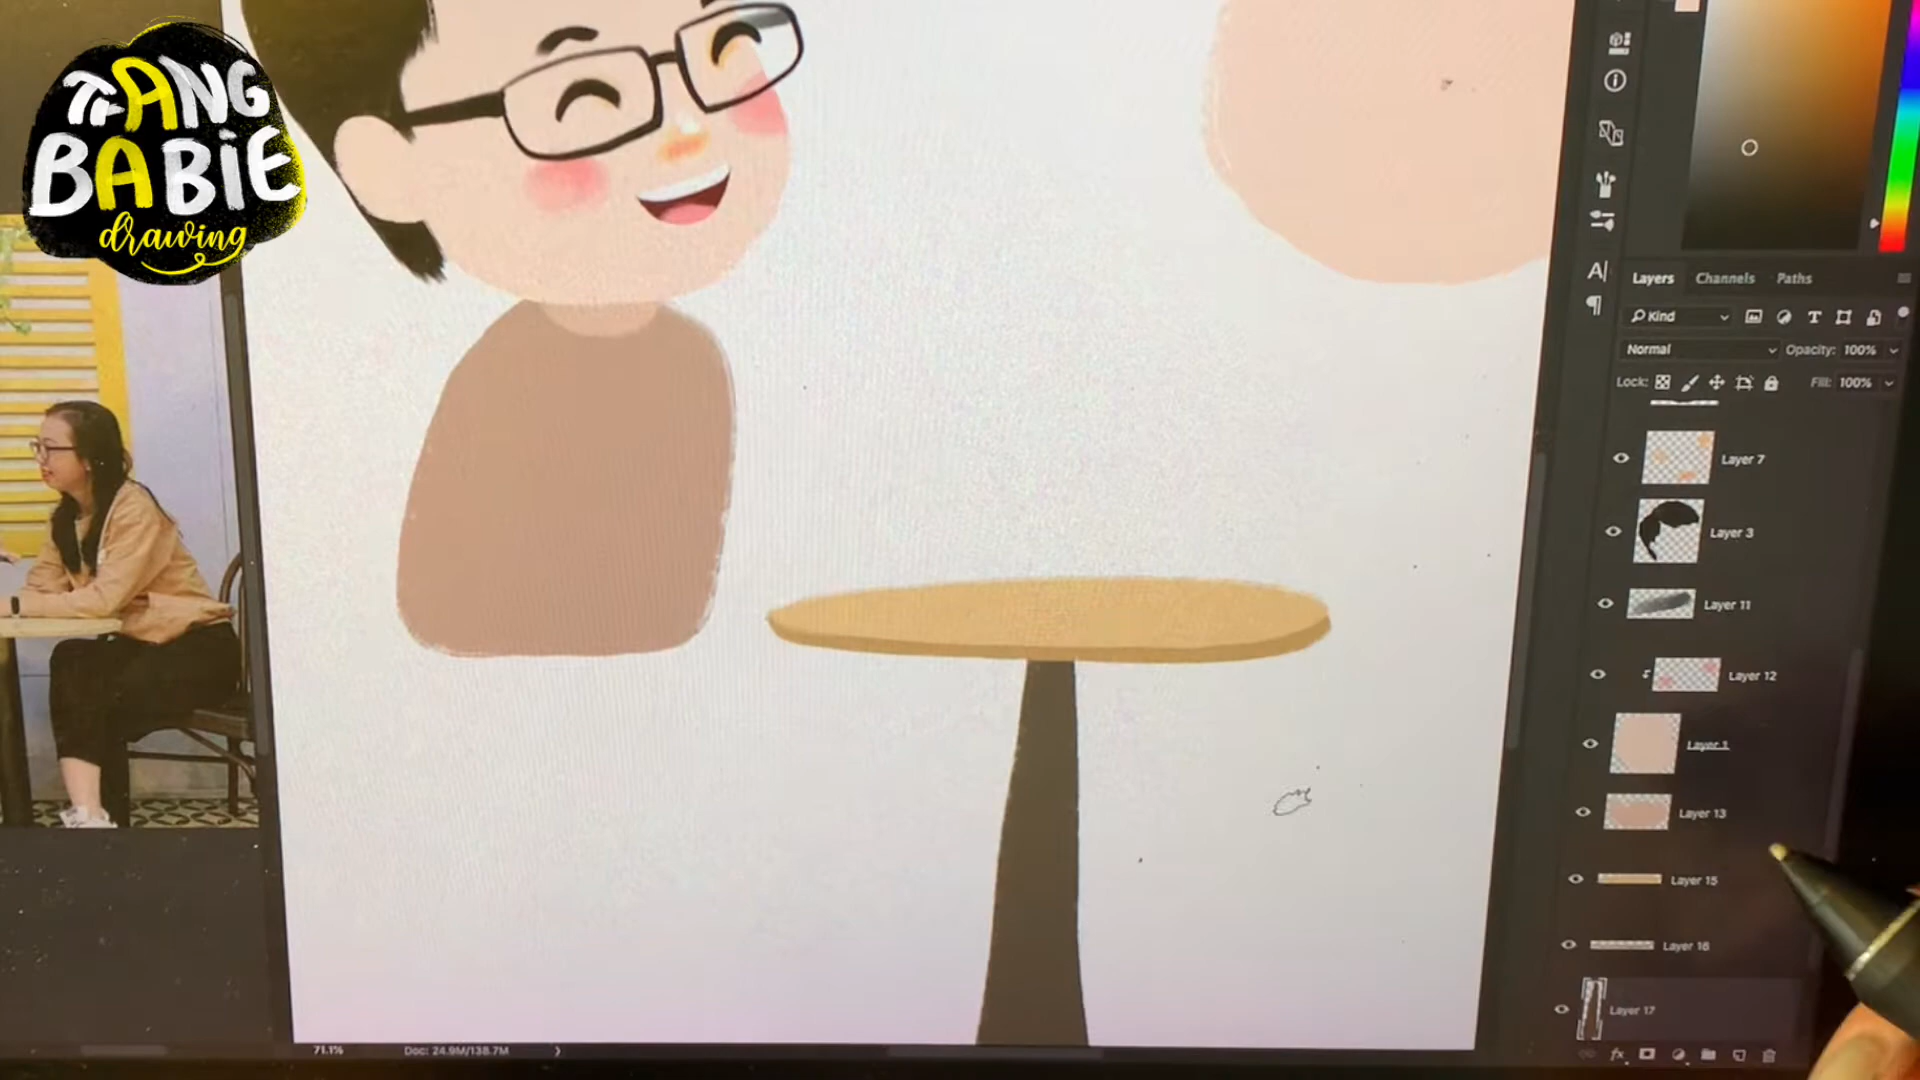 TRANG
BABIE
drawing
Layers Channels Paths
Kind
Normal Opacity: 100%
Lock: Fill: 100%
Layer 7
Layer 3
Layer 11
Layer 12
Layer 1
Layer 13
Layer 15
Layer 16
Layer 17
71.1% Doc: 24.9M/138.7M
fx